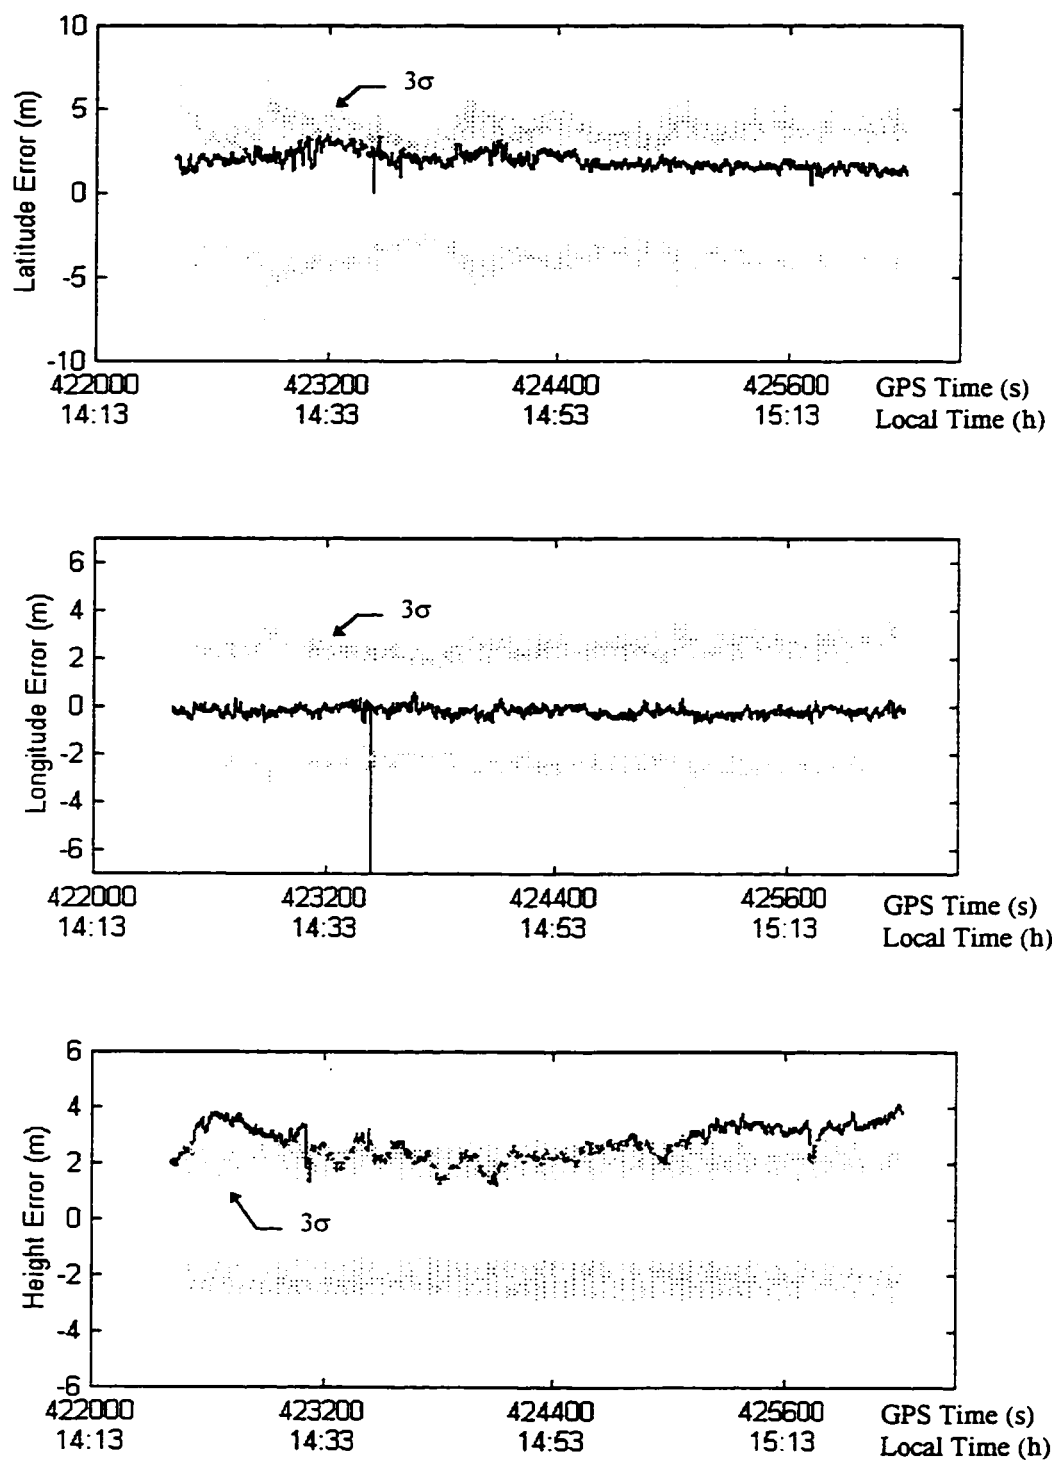 10
5
0
-5
-10
Latitude Error (m)
3σ
422000 423200 424400 425600 GPS Time (s)
14:13 14:33 14:53 15:13 Local Time (h)
6
4
2
0
-2
-4
-6
Longitude Error (m)
3σ
422000 423200 424400 425600 GPS Time (s)
14:13 14:33 14:53 15:13 Local Time (h)
6
4
2
0
-2
-4
-6
Height Error (m)
3σ
422000 423200 424400 425600 GPS Time (s)
14:13 14:33 14:53 15:13 Local Time (h)